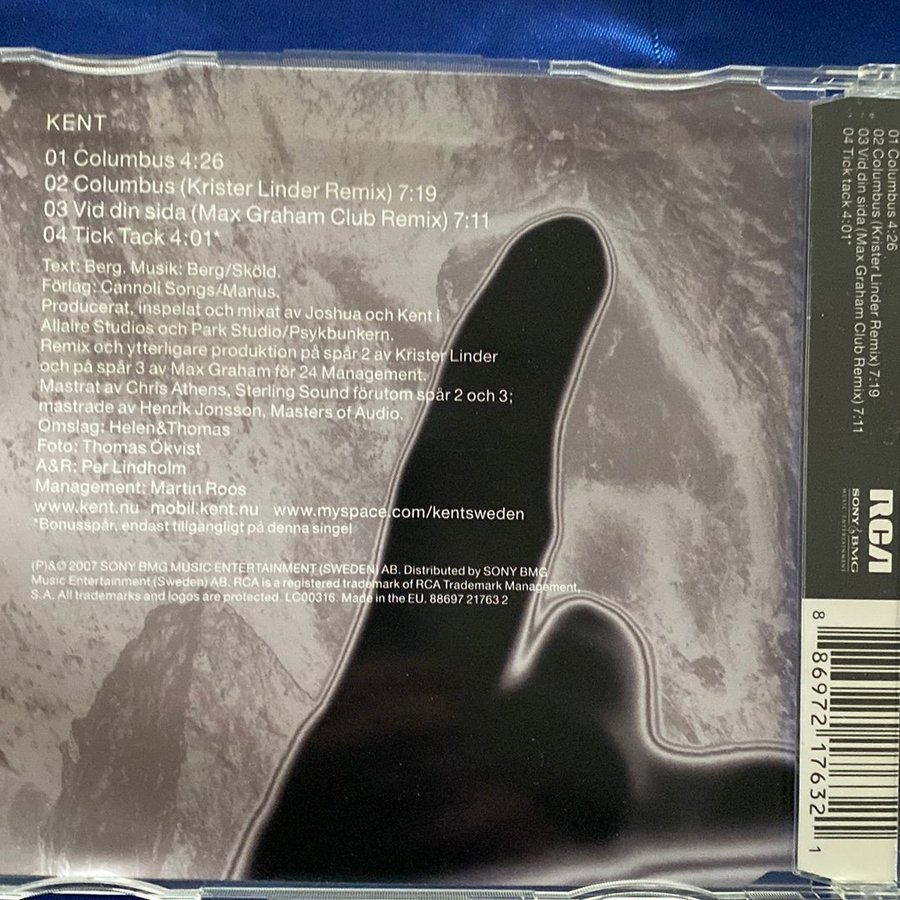 KENT
01 Columbus 4:26
02 Columbus (Krister Linder Remix) 7:19
03 Vid din sida (Max Graham Club Remix) 7:11
04 Tick Tack 4:01*
Text: Berg. Musik: Berg/Sköld.
Förlag: Cannoli Songs/Manus.
Producerat, inspelat och mixat av Joshua och Kent i
Allaire Studios och Park Studio/Psykbunkern.
Remix och ytterligare produktion på spår 2 av Krister Linder
och på spår 3 av Max Graham för 24 Management.
Mastrat av Chris Athens, Sterling Sound förutom spår 2 och 3;
mastrade av Henrik Jonsson, Masters of Audio.
Omslag: Helen&Thomas
Foto: Thomas Ökvist
A&R: Per Lindholm
Management: Martin Roos
www.kent.nu mobil.kent.nu www.myspace.com/kentsweden
*Bonusspår, endast tillgängligt på denna singel
(P)&© 2007 SONY BMG MUSIC ENTERTAINMENT (SWEDEN) AB. Distributed by SONY BMG
Music Entertainment (Sweden) AB. RCA is a registered trademark of RCA Trademark Management,
S.A. All trademarks and logos are protected. LC00316. Made in the EU. 88697 21763 2
01 Columbus 4:26
02 Columbus (Krister Linder Remix) 7:19
03 Vid din sida (Max Graham Club Remix) 7:11
04 Tick tack 4:01*
RCA
SONY BMG
MUSIC ENTERTAINMENT
8 86972 17632 1